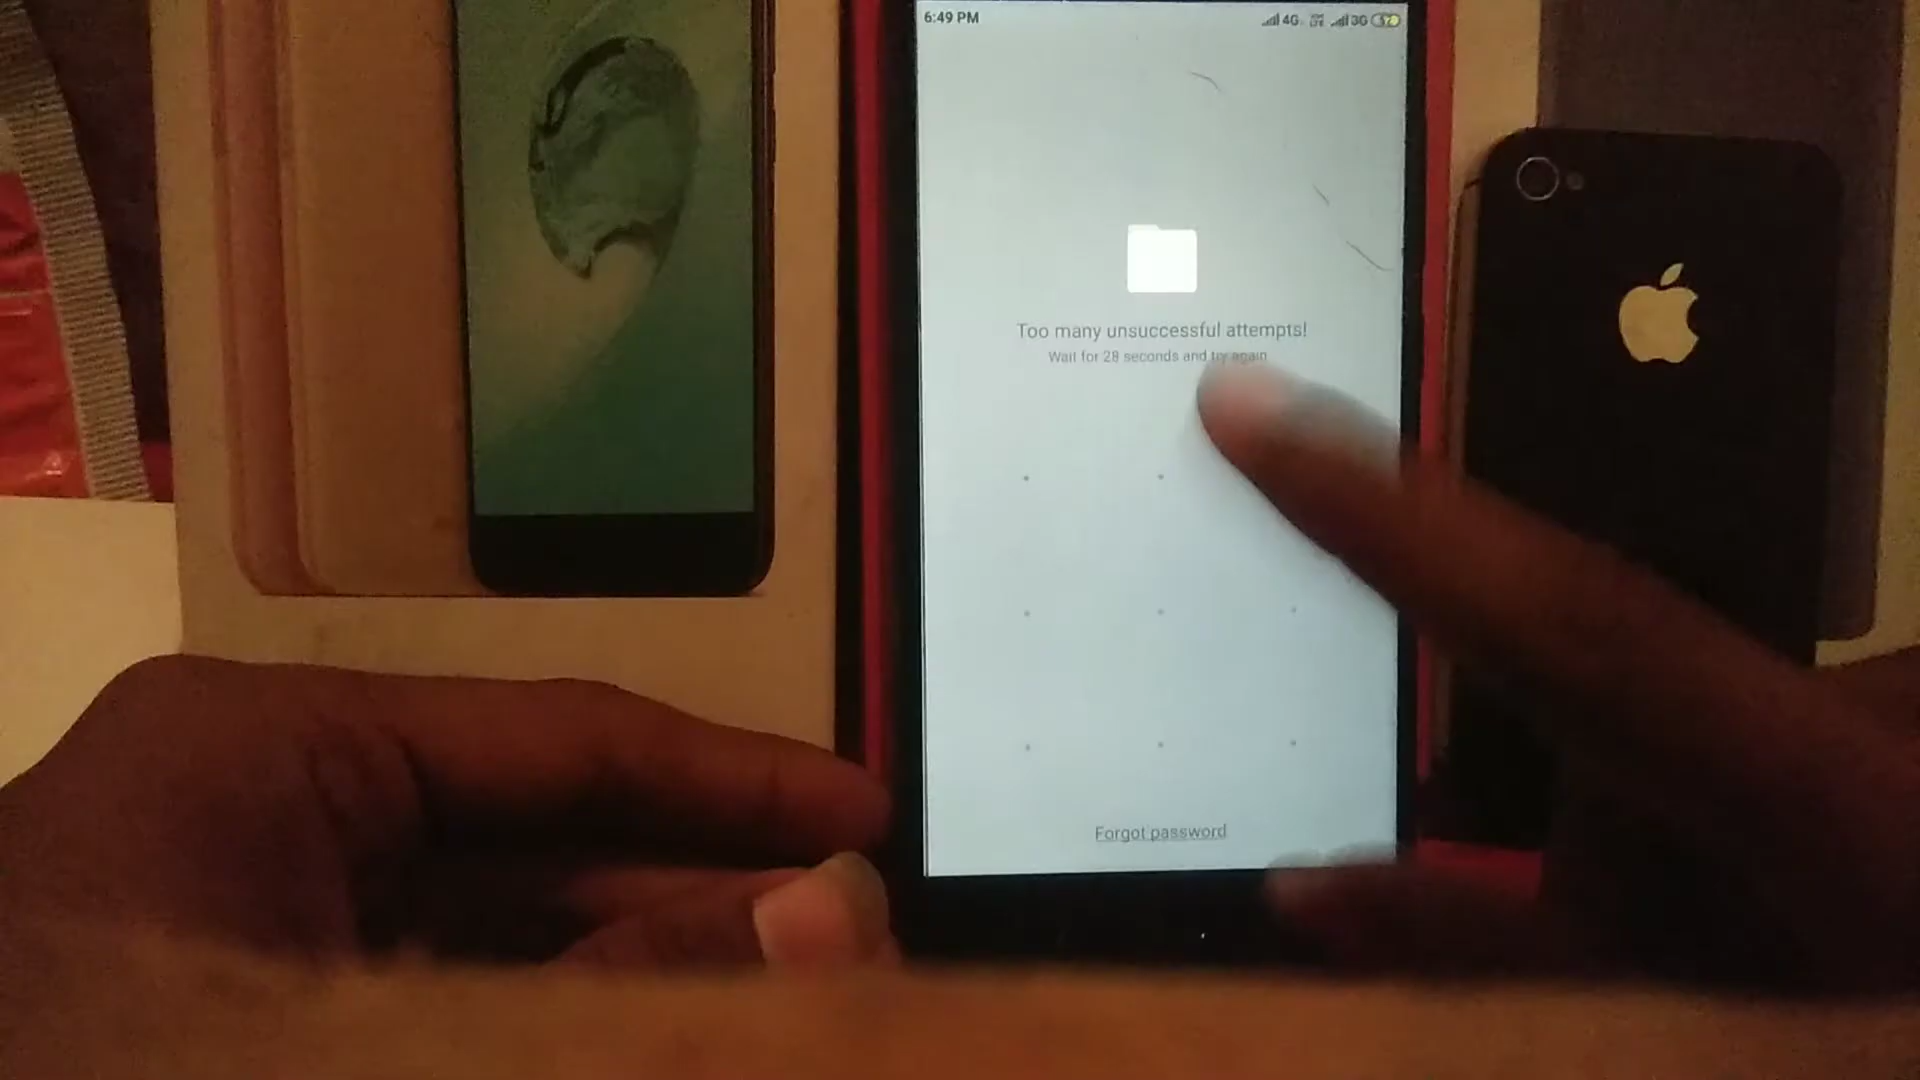 6:49 PM
4G 3G
Too many unsuccessful attempts!
Wait for 28 seconds and try again
Forgot password